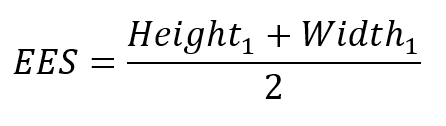 EES = (Height₁ + Width₁) / 2